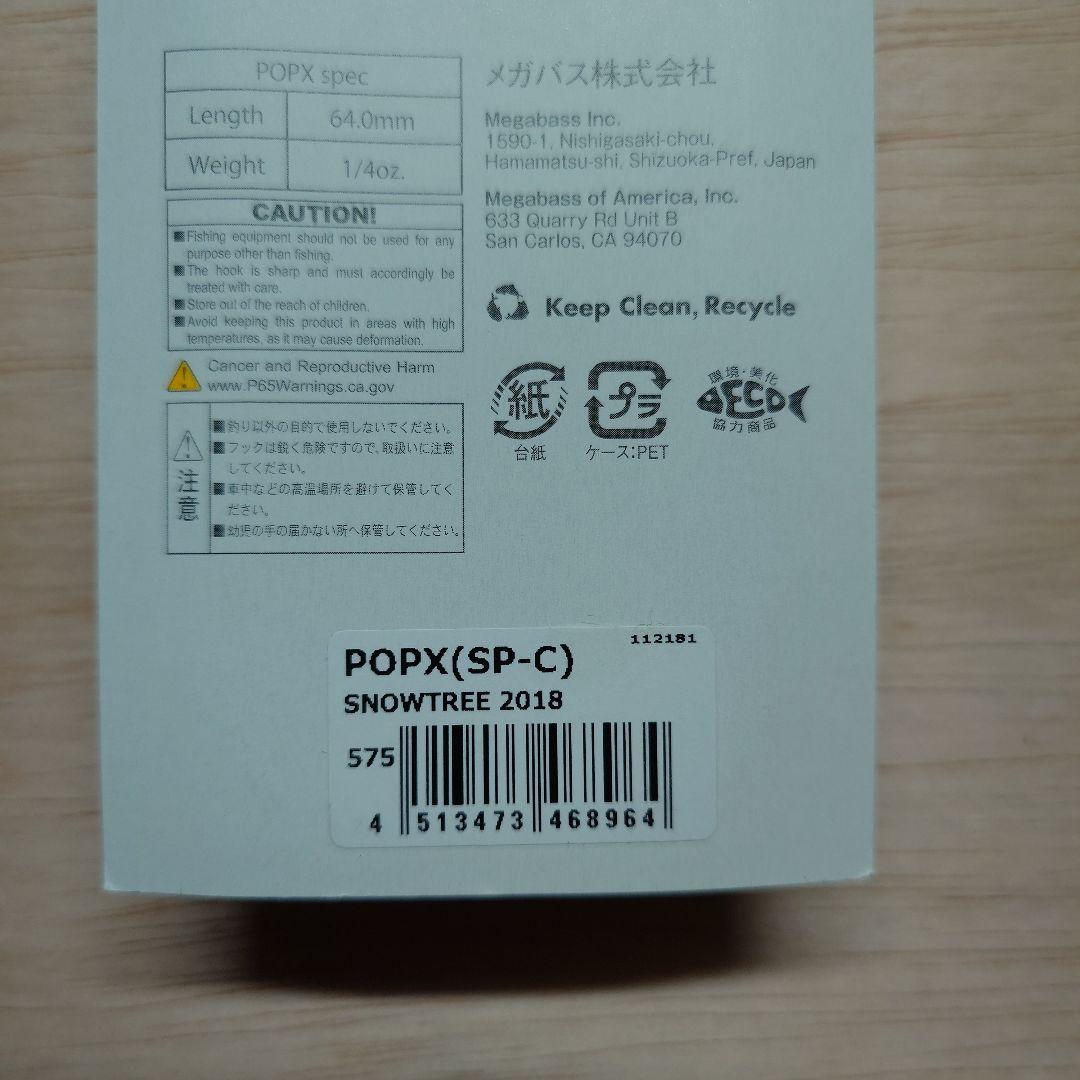 POPX spec
Length 64.0mm
Weight 1/4oz.
CAUTION!
■Fishing equipment should not be used for any
purpose other than fishing.
■The hook is sharp and must accordingly be
treated with care.
■Store out of the reach of children.
■Avoid keeping this product in areas with high
temperatures, as it may cause deformation.
Cancer and Reproductive Harm
www.P65Warnings.ca.gov
注意
■釣り以外の目的で使用しないでください。
■フックは鋭く危険ですので、取扱いに注意
してください。
■車中などの高温場所を避けて保管してく
ださい。
■幼児の手の届かない所へ保管してください。
メガバス株式会社
Megabass Inc.
1590-1, Nishigasaki-chou,
Hamamatsu-shi, Shizuoka-Pref, Japan
Megabass of America, Inc.
633 Quarry Rd Unit B
San Carlos, CA 94070
Keep Clean, Recycle
紙
台紙
プラ
ケース:PET
環境・美化
ECO
協力商品
112181
POPX(SP-C)
SNOWTREE 2018
575
4 513473 468964